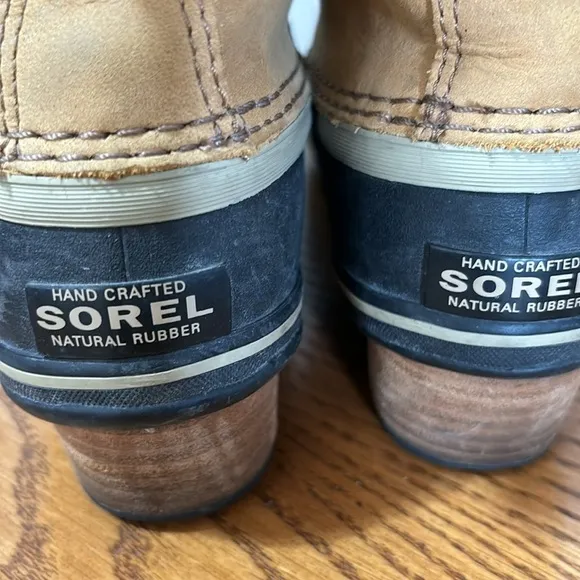 HAND CRAFTED
SOREL
NATURAL RUBBER
HAND CRAFTED
SOREL
NATURAL RUBBER